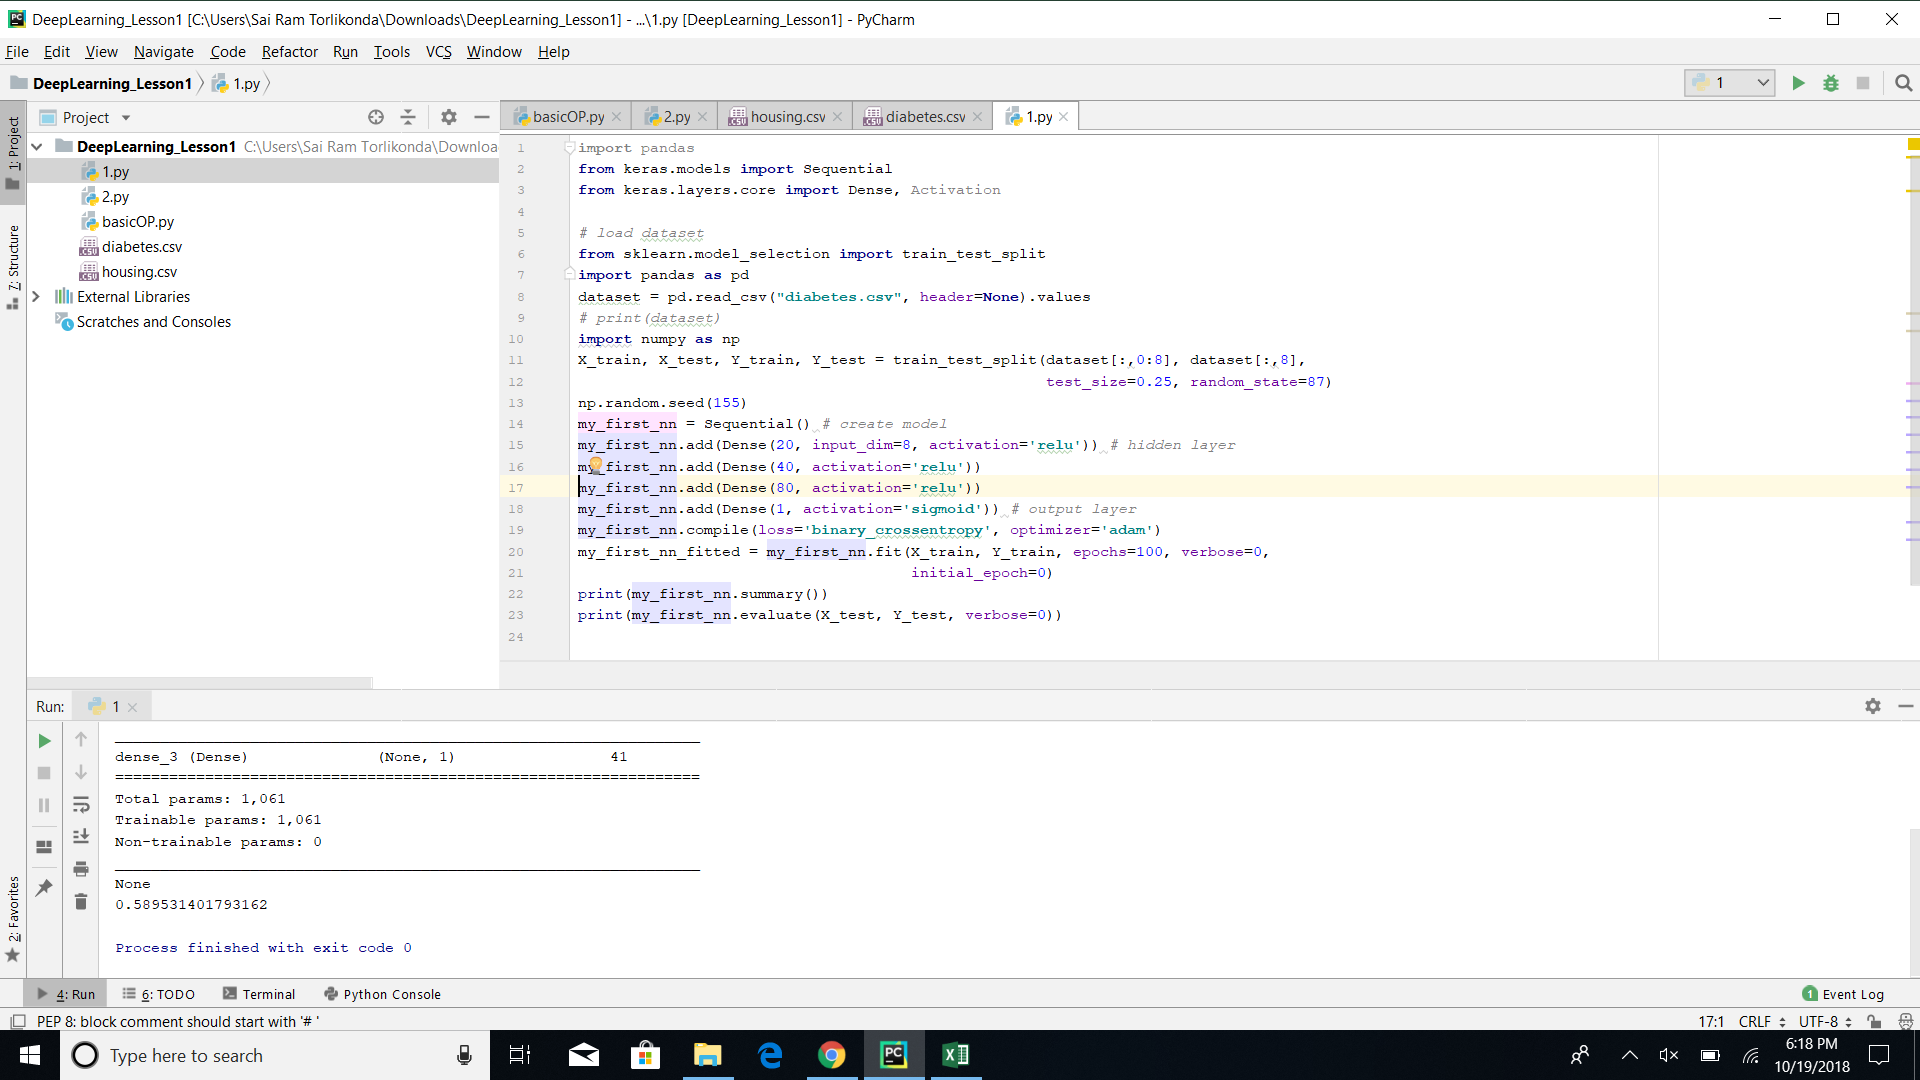 DeepLearning_Lesson1 [C:\Users\Sai Ram Torlikonda\Downloads\DeepLearning_Lesson1] - ...\1.py [DeepLearning_Lesson1] - PyCharm
File Edit View Navigate Code Refactor Run Tools VCS Window Help
DeepLearning_Lesson1 1.py
1
1: Project
7: Structure
2: Favorites
Project
DeepLearning_Lesson1 C:\Users\Sai Ram Torlikonda\Downloa
1.py
2.py
basicOP.py
diabetes.csv
housing.csv
External Libraries
Scratches and Consoles
basicOP.py 2.py housing.csv diabetes.csv 1.py
1 import pandas
2 from keras.models import Sequential
3 from keras.layers.core import Dense, Activation
4
5 # load dataset
6 from sklearn.model_selection import train_test_split
7 import pandas as pd
8 dataset = pd.read_csv("diabetes.csv", header=None).values
9 # print(dataset)
10 import numpy as np
11 X_train, X_test, Y_train, Y_test = train_test_split(dataset[:,0:8], dataset[:,8],
12 test_size=0.25, random_state=87)
13 np.random.seed(155)
14 my_first_nn = Sequential() # create model
15 my_first_nn.add(Dense(20, input_dim=8, activation='relu')) # hidden layer
16 my_first_nn.add(Dense(40, activation='relu'))
17 my_first_nn.add(Dense(80, activation='relu'))
18 my_first_nn.add(Dense(1, activation='sigmoid')) # output layer
19 my_first_nn.compile(loss='binary_crossentropy', optimizer='adam')
20 my_first_nn_fitted = my_first_nn.fit(X_train, Y_train, epochs=100, verbose=0,
21 initial_epoch=0)
22 print(my_first_nn.summary())
23 print(my_first_nn.evaluate(X_test, Y_test, verbose=0))
24
Run: 1
dense_3 (Dense) (None, 1) 41
=================================================================
Total params: 1,061
Trainable params: 1,061
Non-trainable params: 0
_________________________________________________________________
None
0.589531401793162
Process finished with exit code 0
4: Run 6: TODO Terminal Python Console 1 Event Log
PEP 8: block comment should start with '# ' 17:1 CRLF UTF-8
Type here to search
6:18 PM
10/19/2018